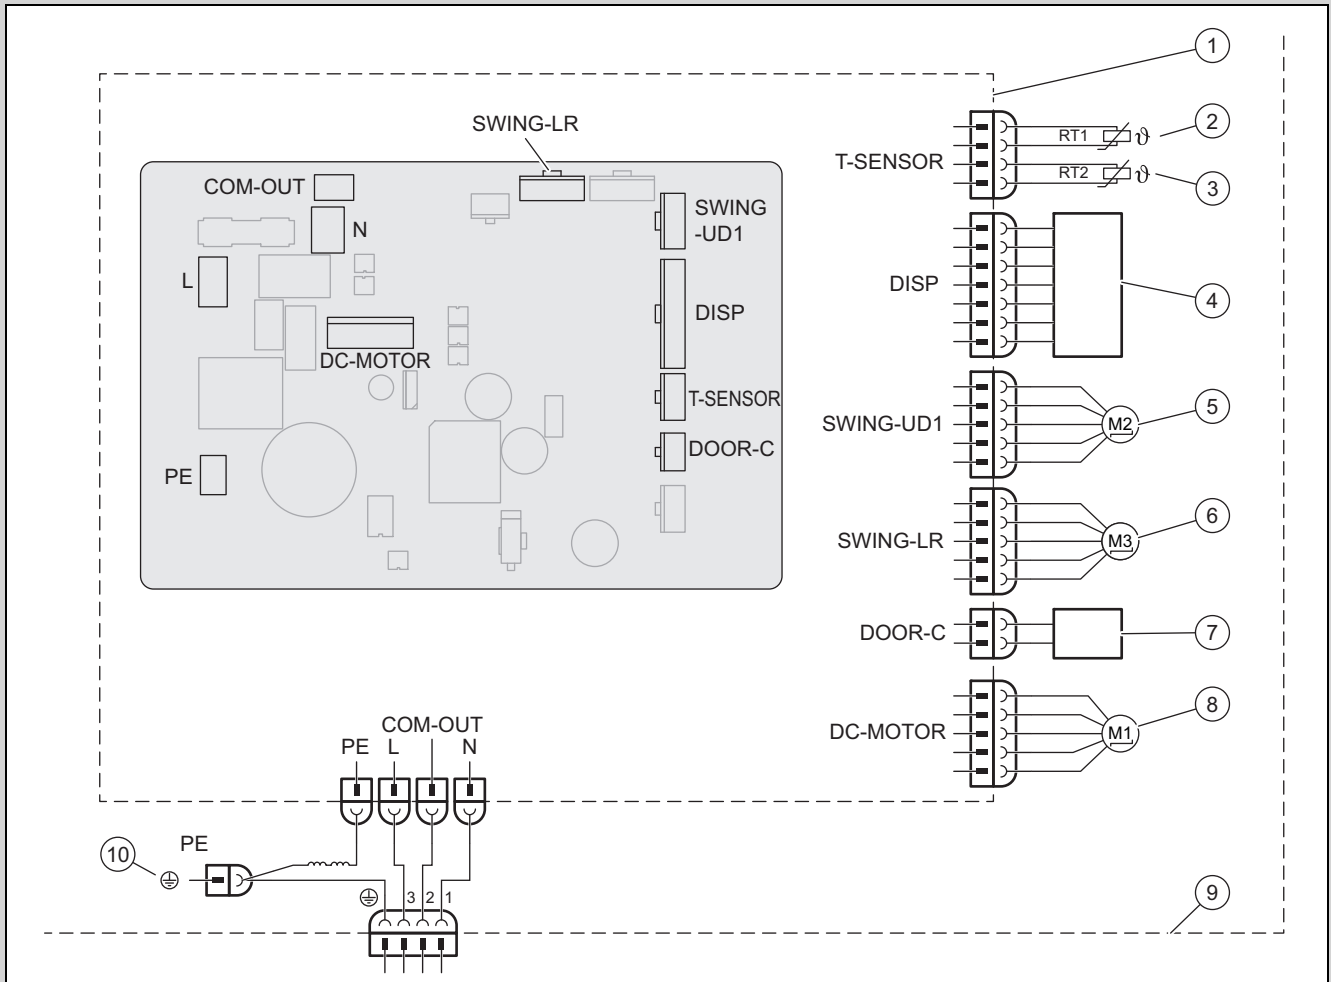 1
SWING-LR
RT1 ϑ 2
T-SENSOR
RT2 ϑ 3
COM-OUT
N
SWING
-UD1
L
DISP
DISP
4
DC-MOTOR
T-SENSOR
SWING-UD1
M2
5
DOOR-C
PE
SWING-LR
M3
6
DOOR-C
7
DC-MOTOR
M1
8
COM-OUT
PE L N
PE
10
3 2 1
9